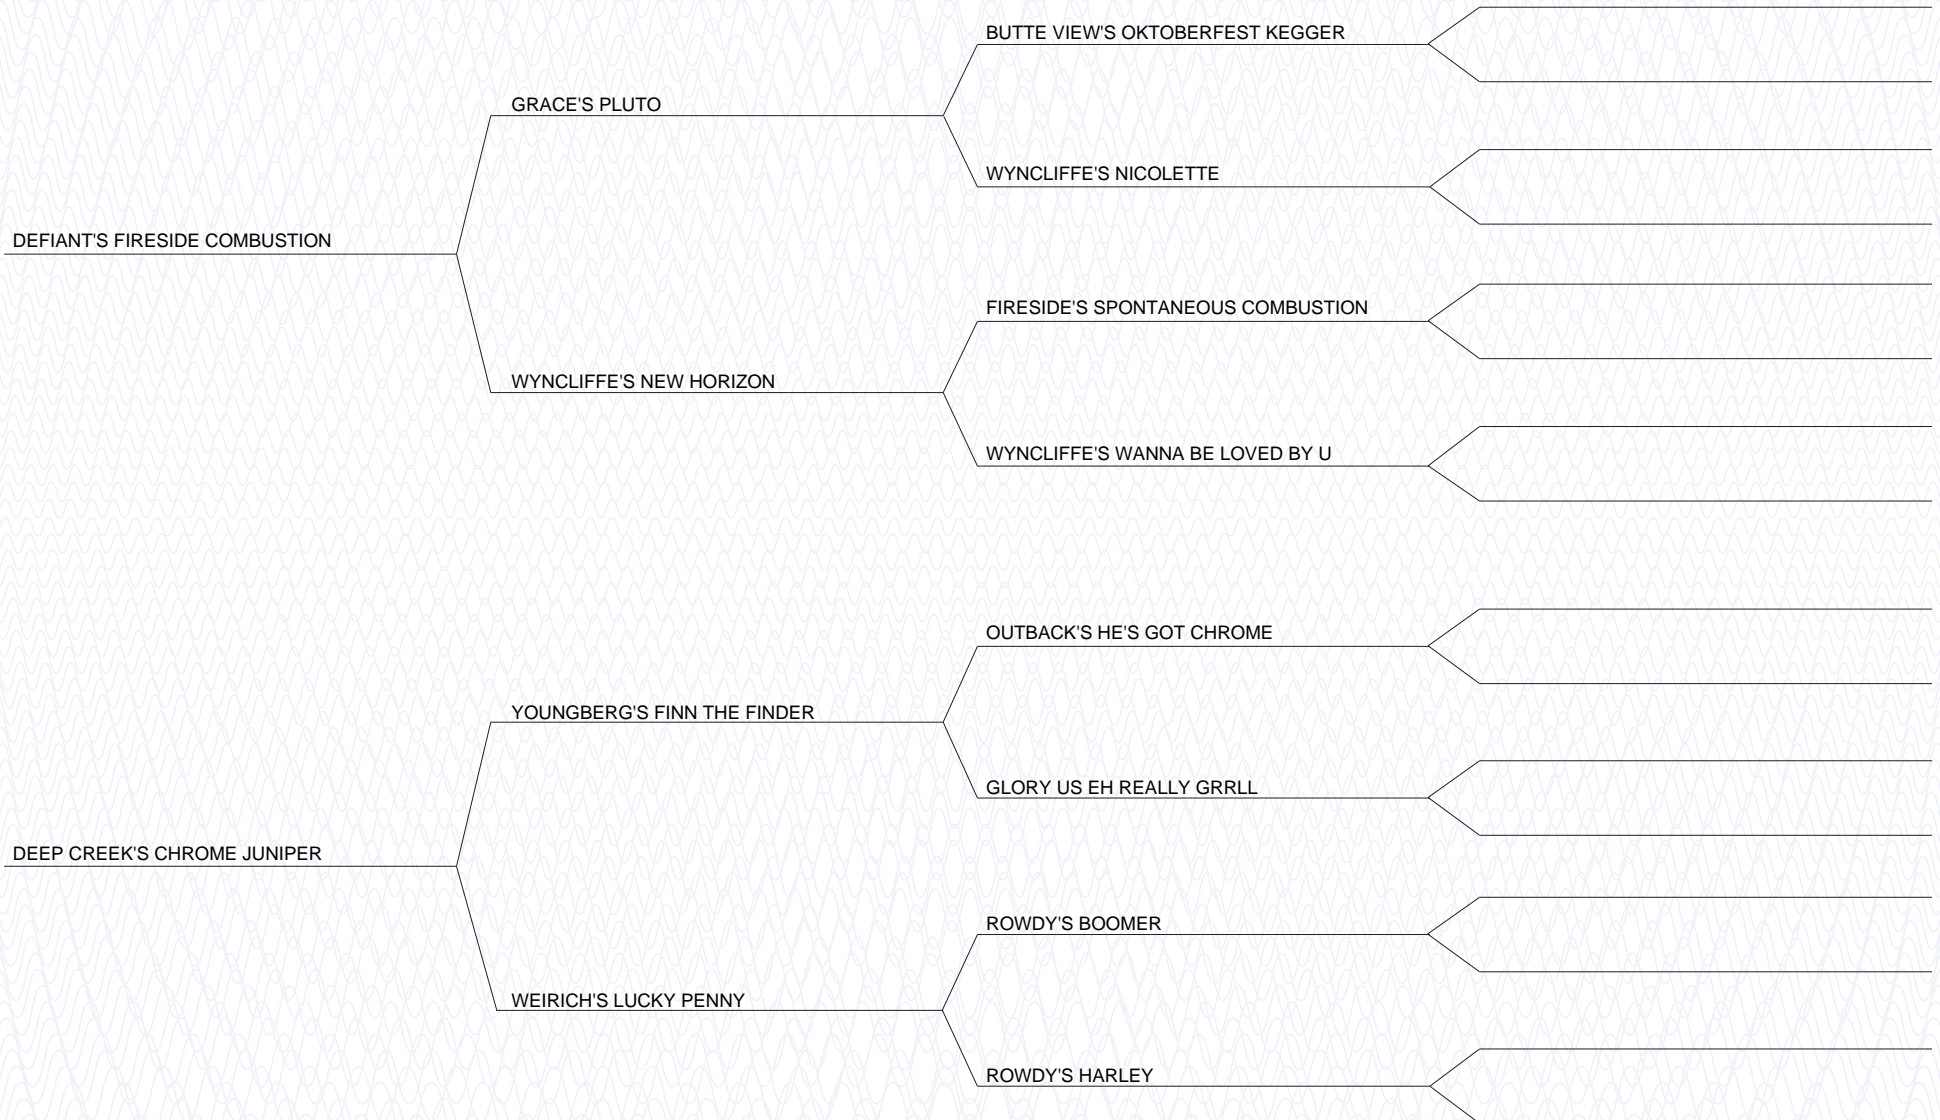 BUTTE VIEW'S OKTOBERFEST KEGGER
GRACE'S PLUTO
WYNCLIFFE'S NICOLETTE
DEFIANT'S FIRESIDE COMBUSTION
FIRESIDE'S SPONTANEOUS COMBUSTION
WYNCLIFFE'S NEW HORIZON
WYNCLIFFE'S WANNA BE LOVED BY U
OUTBACK'S HE'S GOT CHROME
YOUNGBERG'S FINN THE FINDER
GLORY US EH REALLY GRRLL
DEEP CREEK'S CHROME JUNIPER
ROWDY'S BOOMER
WEIRICH'S LUCKY PENNY
ROWDY'S HARLEY